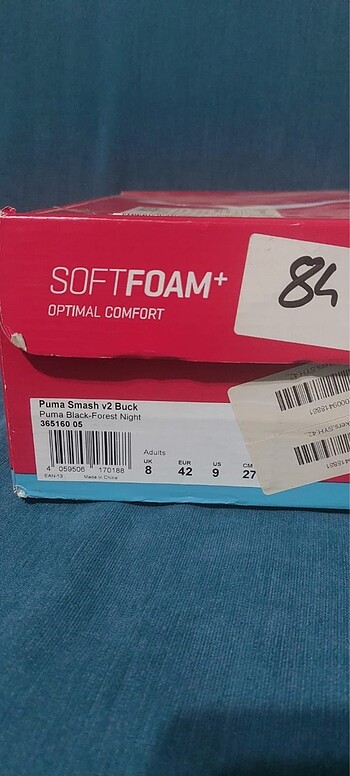 SOFTFOAM+
OPTIMAL COMFORT
84
Puma Smash v2 Buck
Puma Black-Forest Night
365160 05
Adults
UK EUR US CM
8 42 9 27
4 059506 170188
EAN-13 Made in China